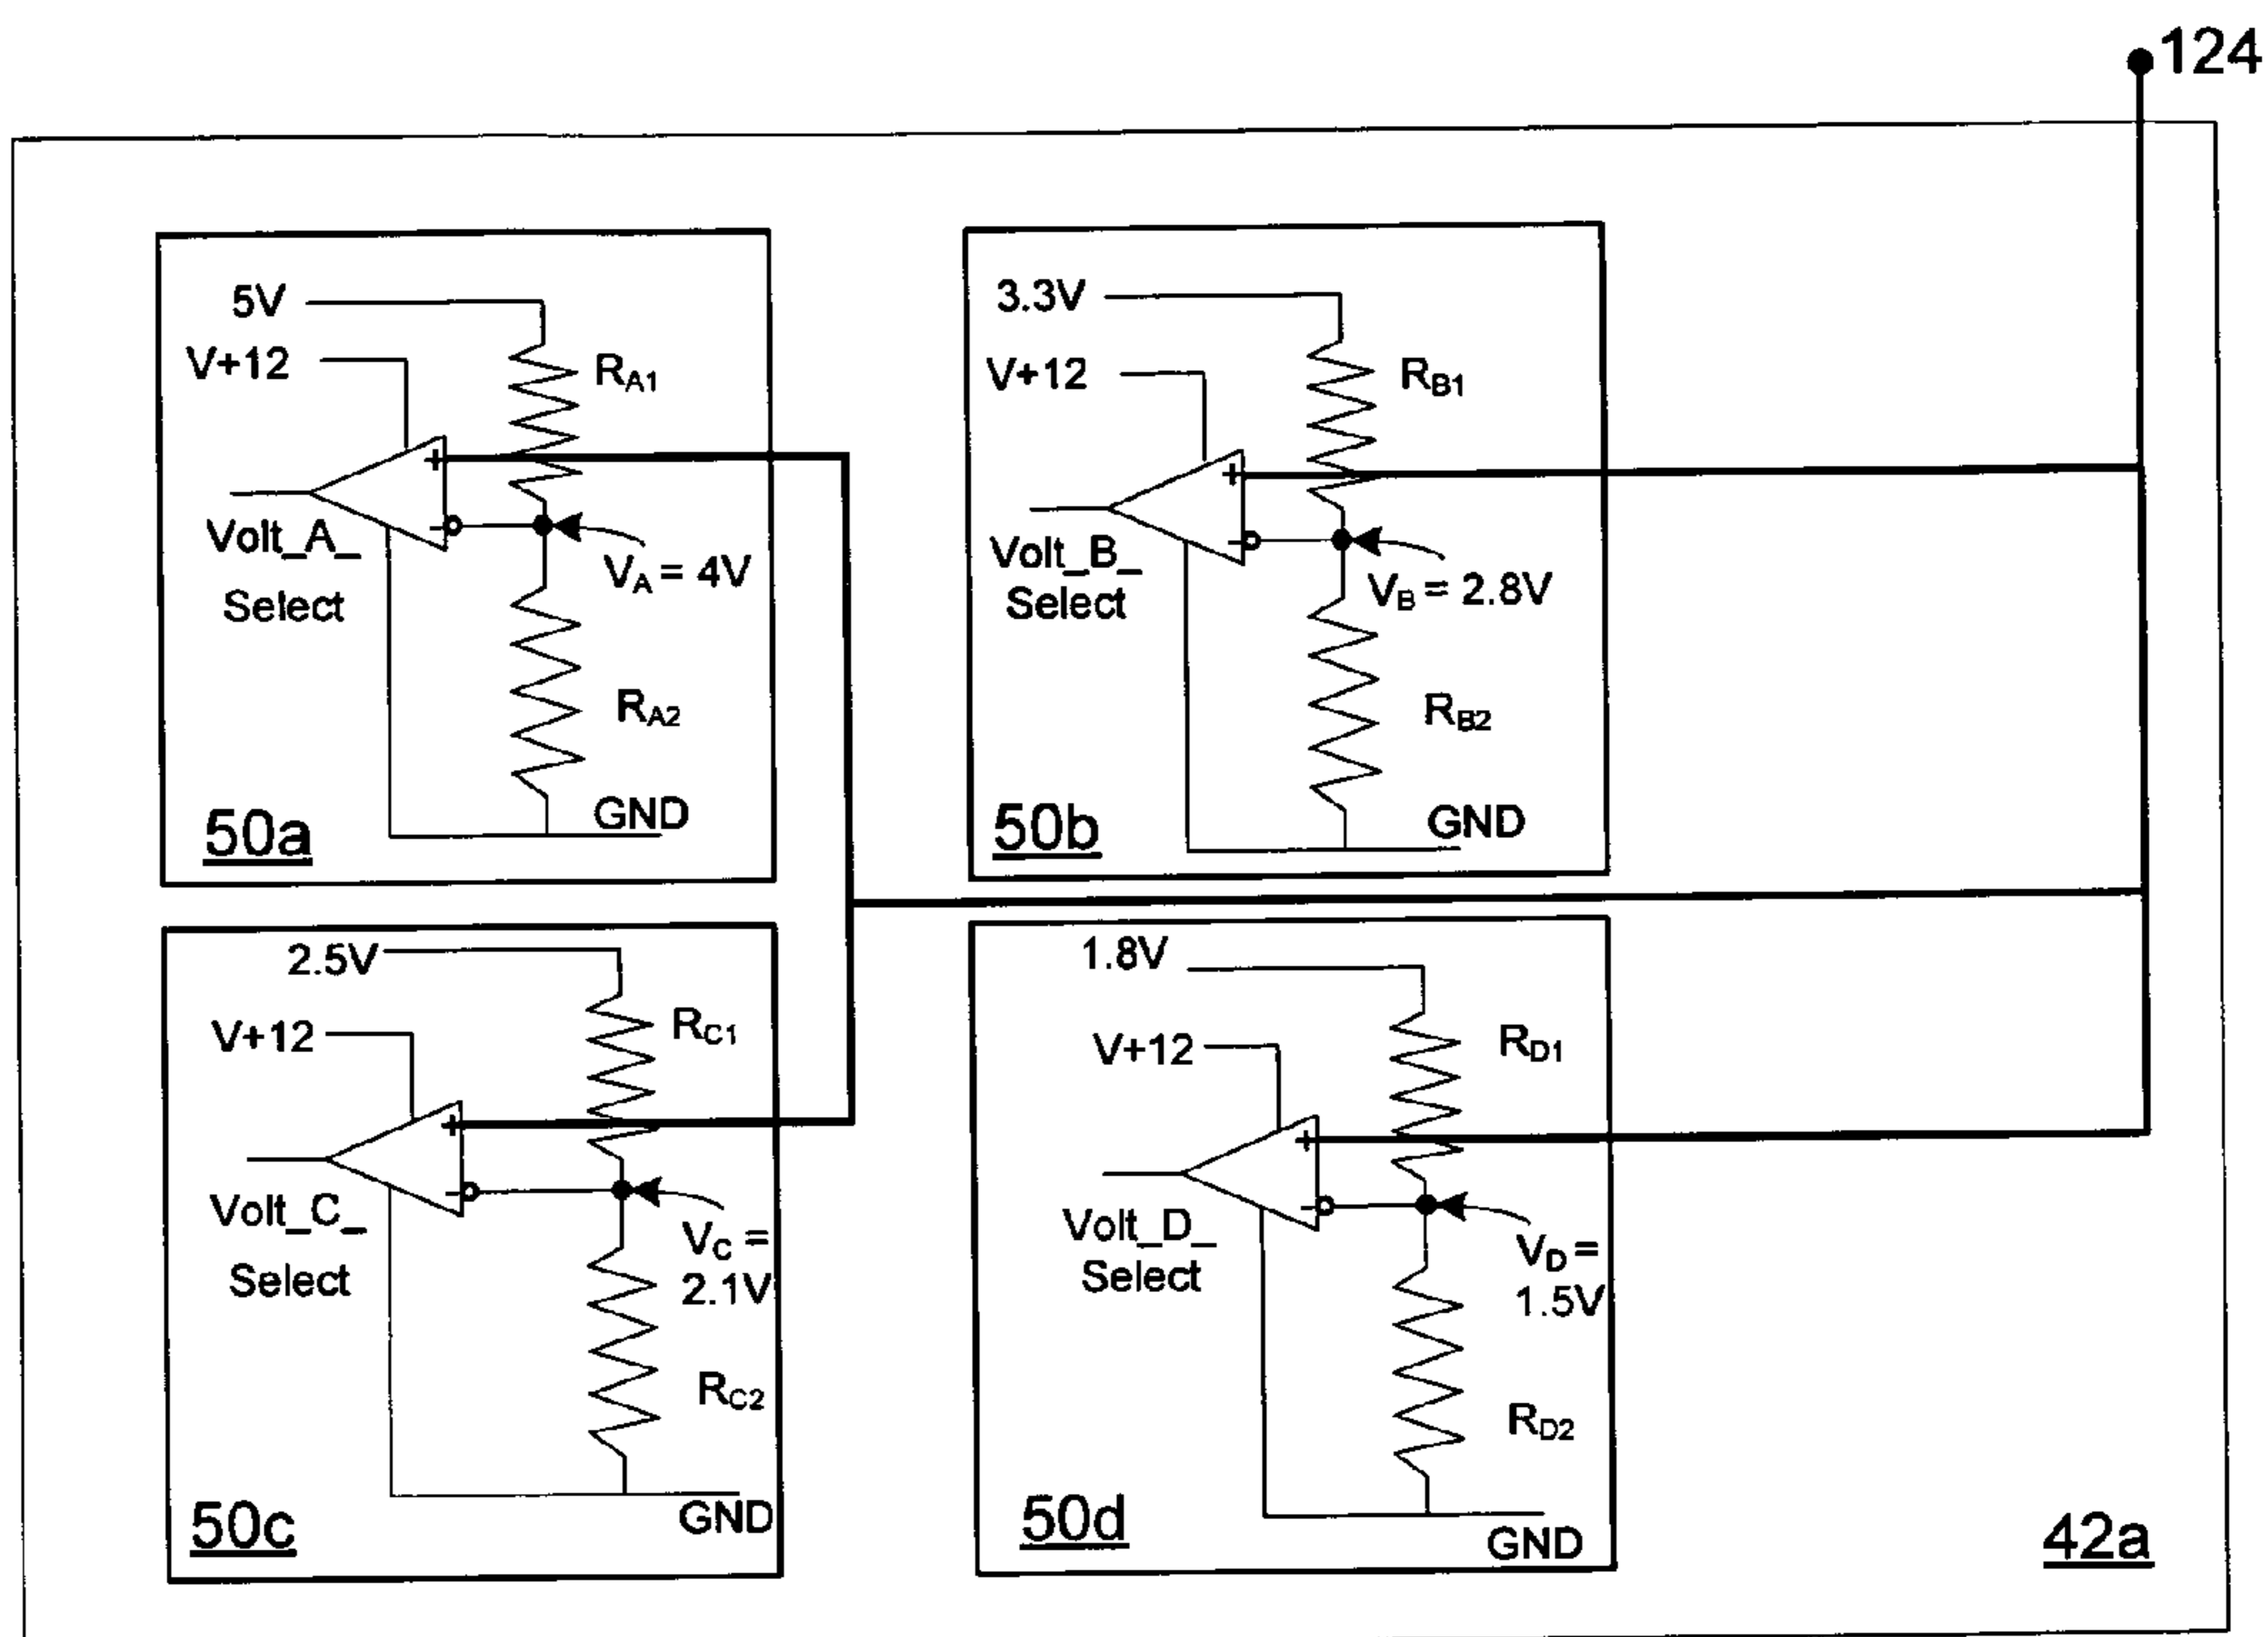 124
5V
V+12
RA1
+
-
Volt_A_
Select
VA = 4V
RA2
GND
50a
3.3V
V+12
RB1
+
-
Volt_B_
Select
VB = 2.8V
RB2
GND
50b
2.5V
V+12
RC1
+
-
Volt_C_
Select
VC =
2.1V
RC2
GND
50c
1.8V
V+12
RD1
+
-
Volt_D_
Select
VD =
1.5V
RD2
GND
50d
42a